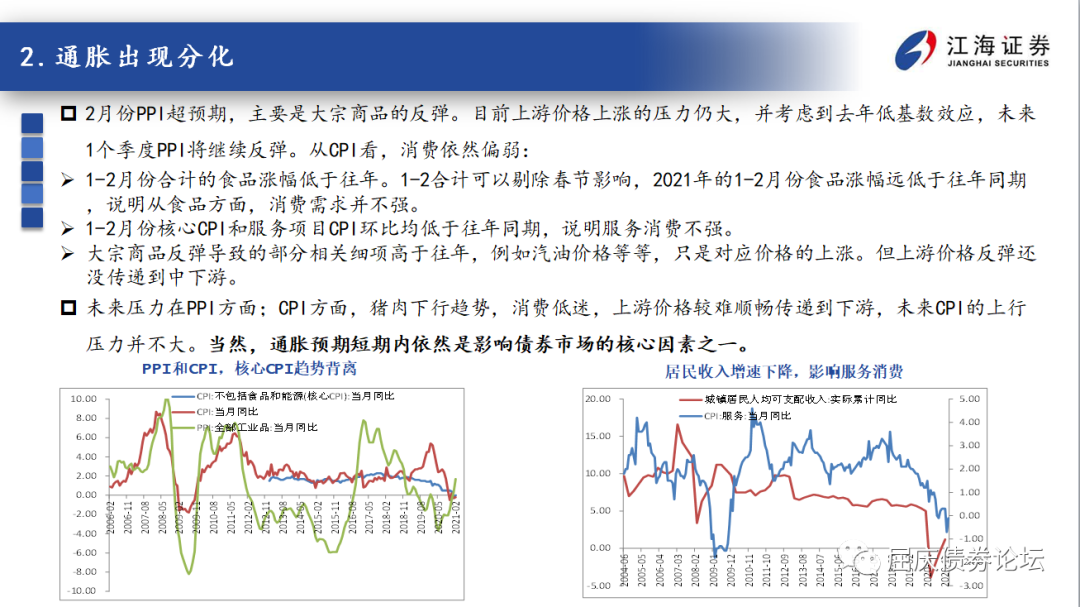 2.通胀出现分化
江海证券
JIANGHAI SECURITIES
2月份PPI超预期，主要是大宗商品的反弹。目前上游价格上涨的压力仍大，并考虑到去年低基数效应，未来
1个季度PPI将继续反弹。从CPI看，消费依然偏弱：
1-2月份合计的食品涨幅低于往年。1-2合计可以剔除春节影响，2021年的1-2月份食品涨幅远低于往年同期
，说明从食品方面，消费需求并不强。
1-2月份核心CPI和服务项目CPI环比均低于往年同期，说明服务消费不强。
大宗商品反弹导致的部分相关细项高于往年，例如汽油价格等等，只是对应价格的上涨。但上游价格反弹还
没传递到中下游。
未来压力在PPI方面；CPI方面，猪肉下行趋势，消费低迷，上游价格较难顺畅传递到下游，未来CPI的上行
压力并不大。当然，通胀预期短期内依然是影响债券市场的核心因素之一。
PPI和CPI，核心CPI趋势背离
CPI:不包括食品和能源(核心CPI):当月同比
CPI:当月同比
PPI:全部工业品:当月同比
10.00
8.00
6.00
4.00
2.00
0.00
-2.00
-4.00
-6.00
-8.00
-10.00
2006-02
2006-11
2007-08
2008-05
2009-02
2009-11
2010-08
2011-05
2012-02
2012-11
2013-08
2014-05
2015-02
2015-11
2016-08
2017-05
2018-02
2018-11
2019-08
2020-05
居民收入增速下降，影响服务消费
城镇居民人均可支配收入:实际累计同比
CPI:服务:当月同比
20.00
15.00
10.00
5.00
0.00
-5.00
5.00
4.00
3.00
2.00
1.00
0.00
-1.00
-3.00
2004-06
2005-05
2006-04
2007-03
2008-02
2009-01
2009-12
2010-11
2011-10
2012-09
2013-08
2014-07
屈庆债券论坛